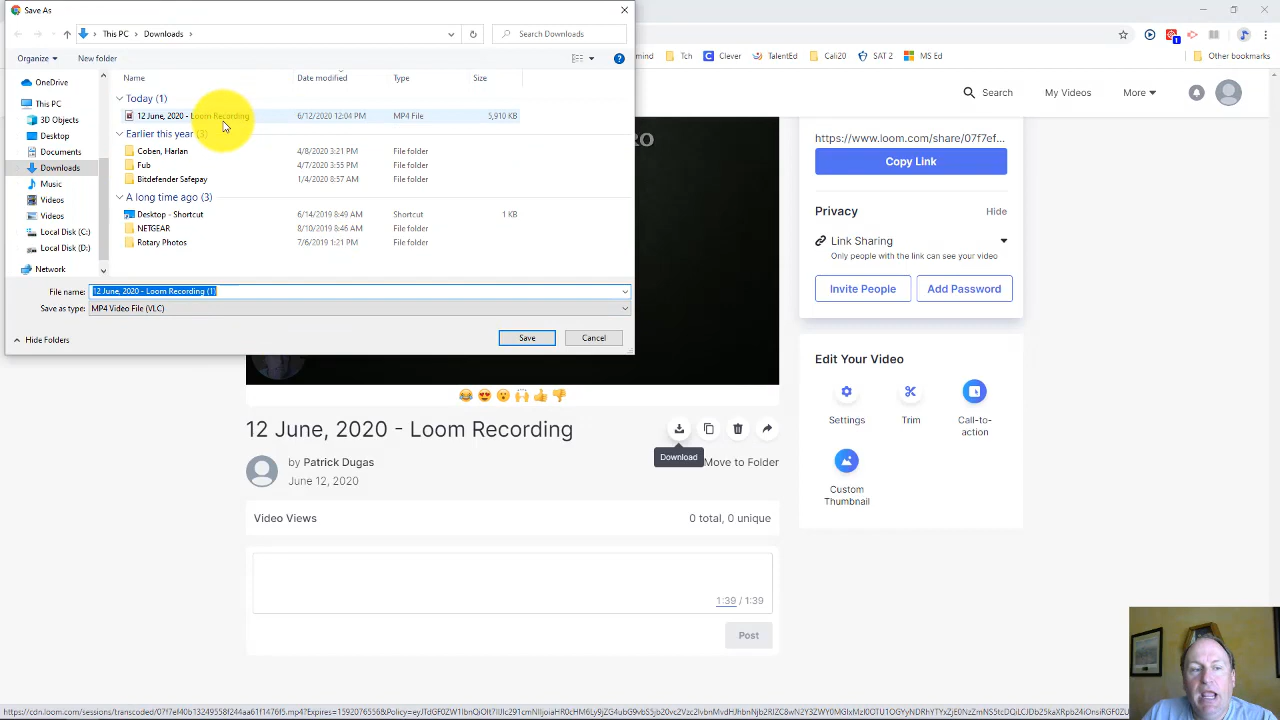 Save As
This PC > Downloads >
Search Downloads
Organize
New folder
Name
Date modified
Type
Size
OneDrive
This PC
3D Objects
Desktop
Documents
Downloads
Music
Videos
Videos
Local Disk (C:)
Local Disk (D:)
Network
Today (1)
12 June, 2020 - Loom Recording 6/12/2020 12:04 PM MP4 File 5,910 KB
Earlier this year (3)
Coben, Harlan 4/8/2020 3:21 PM File folder
Fub 4/7/2020 3:55 PM File folder
Bitdefender Safepay 1/4/2020 8:57 AM File folder
A long time ago (3)
Desktop - Shortcut 6/14/2019 8:49 AM Shortcut 1 KB
NETGEAR 8/10/2019 8:46 AM File folder
Rotary Photos 7/6/2019 1:21 PM File folder
File name: 12 June, 2020 - Loom Recording (1)
Save as type: MP4 Video File (VLC)
Hide Folders
Save
Cancel
mind Tch Clever TalentEd Cali20 SAT 2 MS Ed Other bookmarks
1
Search My Videos More
RO
https://www.loom.com/share/07f7ef...
Copy Link
Privacy Hide
Link Sharing
Only people with the link can see your video
Invite People Add Password
Edit Your Video
Settings Trim Call-to-action
Custom Thumbnail
12 June, 2020 - Loom Recording
Download
by Patrick Dugas
Move to Folder
June 12, 2020
Video Views 0 total, 0 unique
1:39 / 1:39
Post